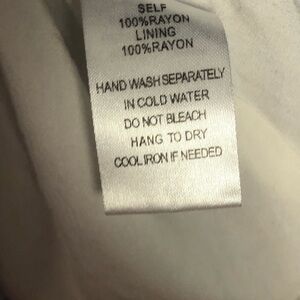 SELF
100%RAYON
LINING
100%RAYON
HAND WASH SEPARATELY
IN COLD WATER
DO NOT BLEACH
HANG TO DRY
COOL IRON IF NEEDED